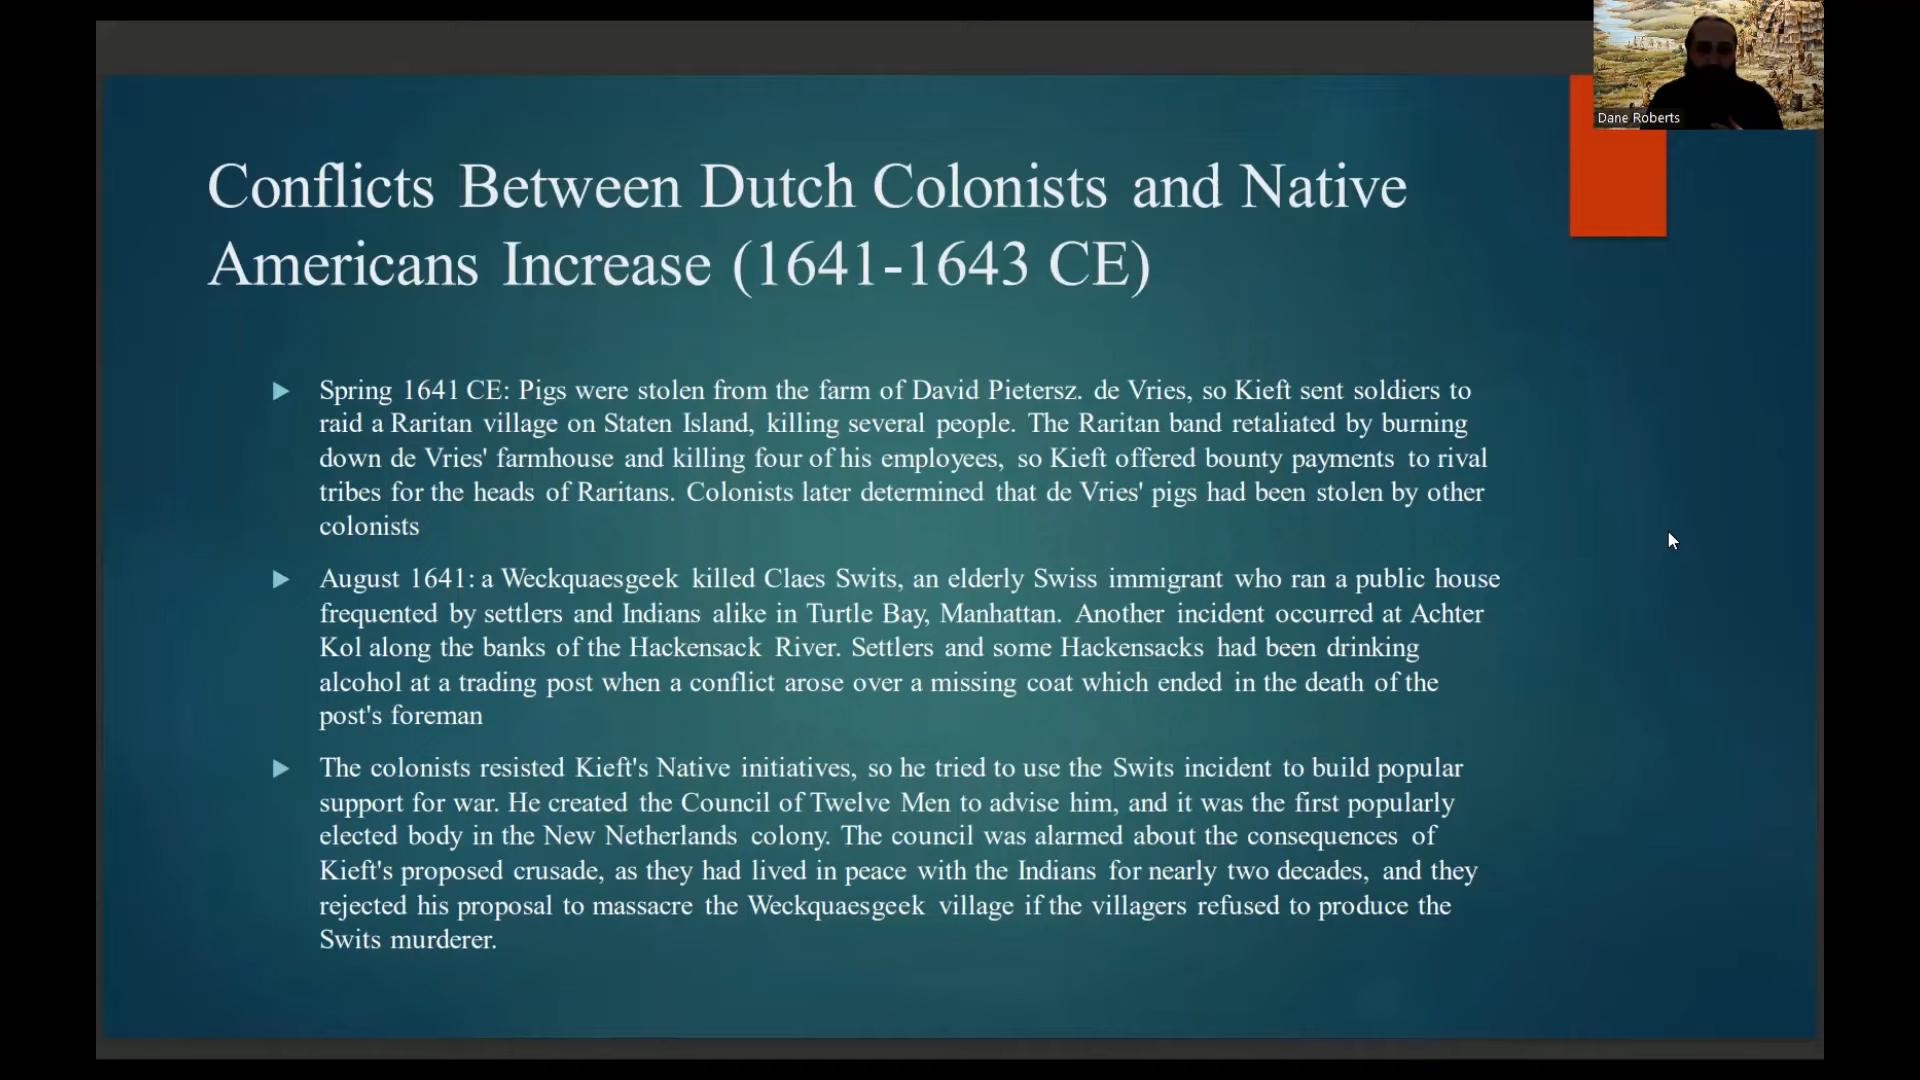 Dane Roberts
Conflicts Between Dutch Colonists and Native
Americans Increase (1641-1643 CE)
Spring 1641 CE: Pigs were stolen from the farm of David Pietersz. de Vries, so Kieft sent soldiers to
raid a Raritan village on Staten Island, killing several people. The Raritan band retaliated by burning
down de Vries' farmhouse and killing four of his employees, so Kieft offered bounty payments to rival
tribes for the heads of Raritans. Colonists later determined that de Vries' pigs had been stolen by other
colonists
August 1641: a Weckquaesgeek killed Claes Swits, an elderly Swiss immigrant who ran a public house
frequented by settlers and Indians alike in Turtle Bay, Manhattan. Another incident occurred at Achter
Kol along the banks of the Hackensack River. Settlers and some Hackensacks had been drinking
alcohol at a trading post when a conflict arose over a missing coat which ended in the death of the
post's foreman
The colonists resisted Kieft's Native initiatives, so he tried to use the Swits incident to build popular
support for war. He created the Council of Twelve Men to advise him, and it was the first popularly
elected body in the New Netherlands colony. The council was alarmed about the consequences of
Kieft's proposed crusade, as they had lived in peace with the Indians for nearly two decades, and they
rejected his proposal to massacre the Weckquaesgeek village if the villagers refused to produce the
Swits murderer.